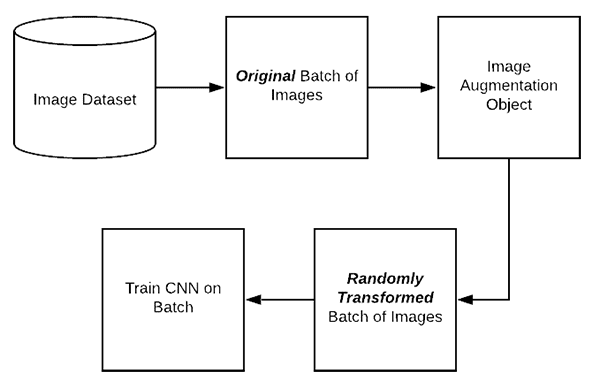 Image Dataset
Original Batch of
Images
Image
Augmentation
Object
Train CNN on
Batch
Randomly
Transformed
Batch of Images